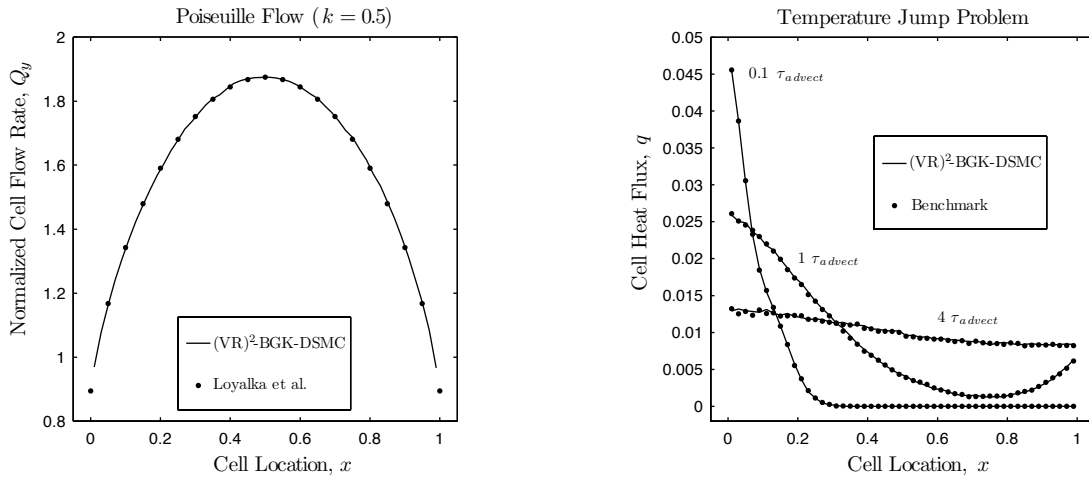 Poiseuille Flow (k = 0.5)
Normalized Cell Flow Rate, Q_y
2
1.8
1.6
1.4
1.2
1
0.8
(VR)²-BGK-DSMC
Loyalka et al.
0
0.2
0.4
0.6
0.8
1
Cell Location, x
Temperature Jump Problem
Cell Heat Flux, q
0.05
0.045
0.04
0.035
0.03
0.025
0.02
0.015
0.01
0.005
0
0.1 τ_advect
(VR)²-BGK-DSMC
Benchmark
1 τ_advect
4 τ_advect
0
0.2
0.4
0.6
0.8
1
Cell Location, x